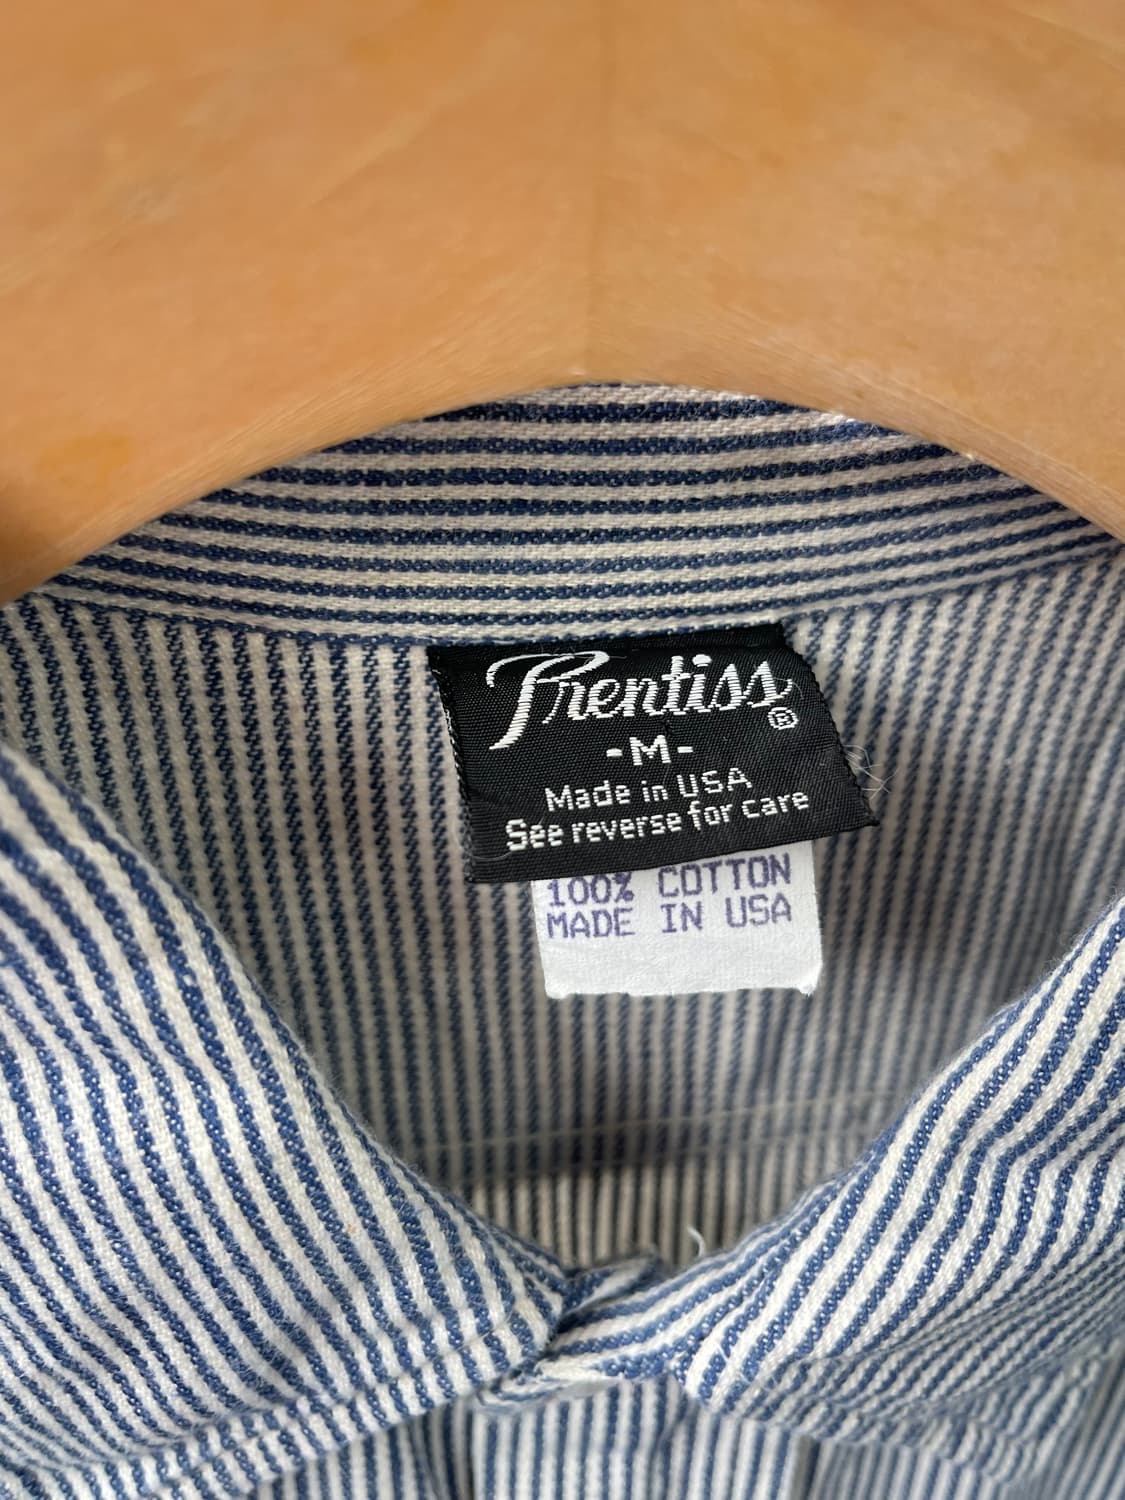 Prentiss®
-M-
Made in USA
See reverse for care
100% COTTON
MADE IN USA